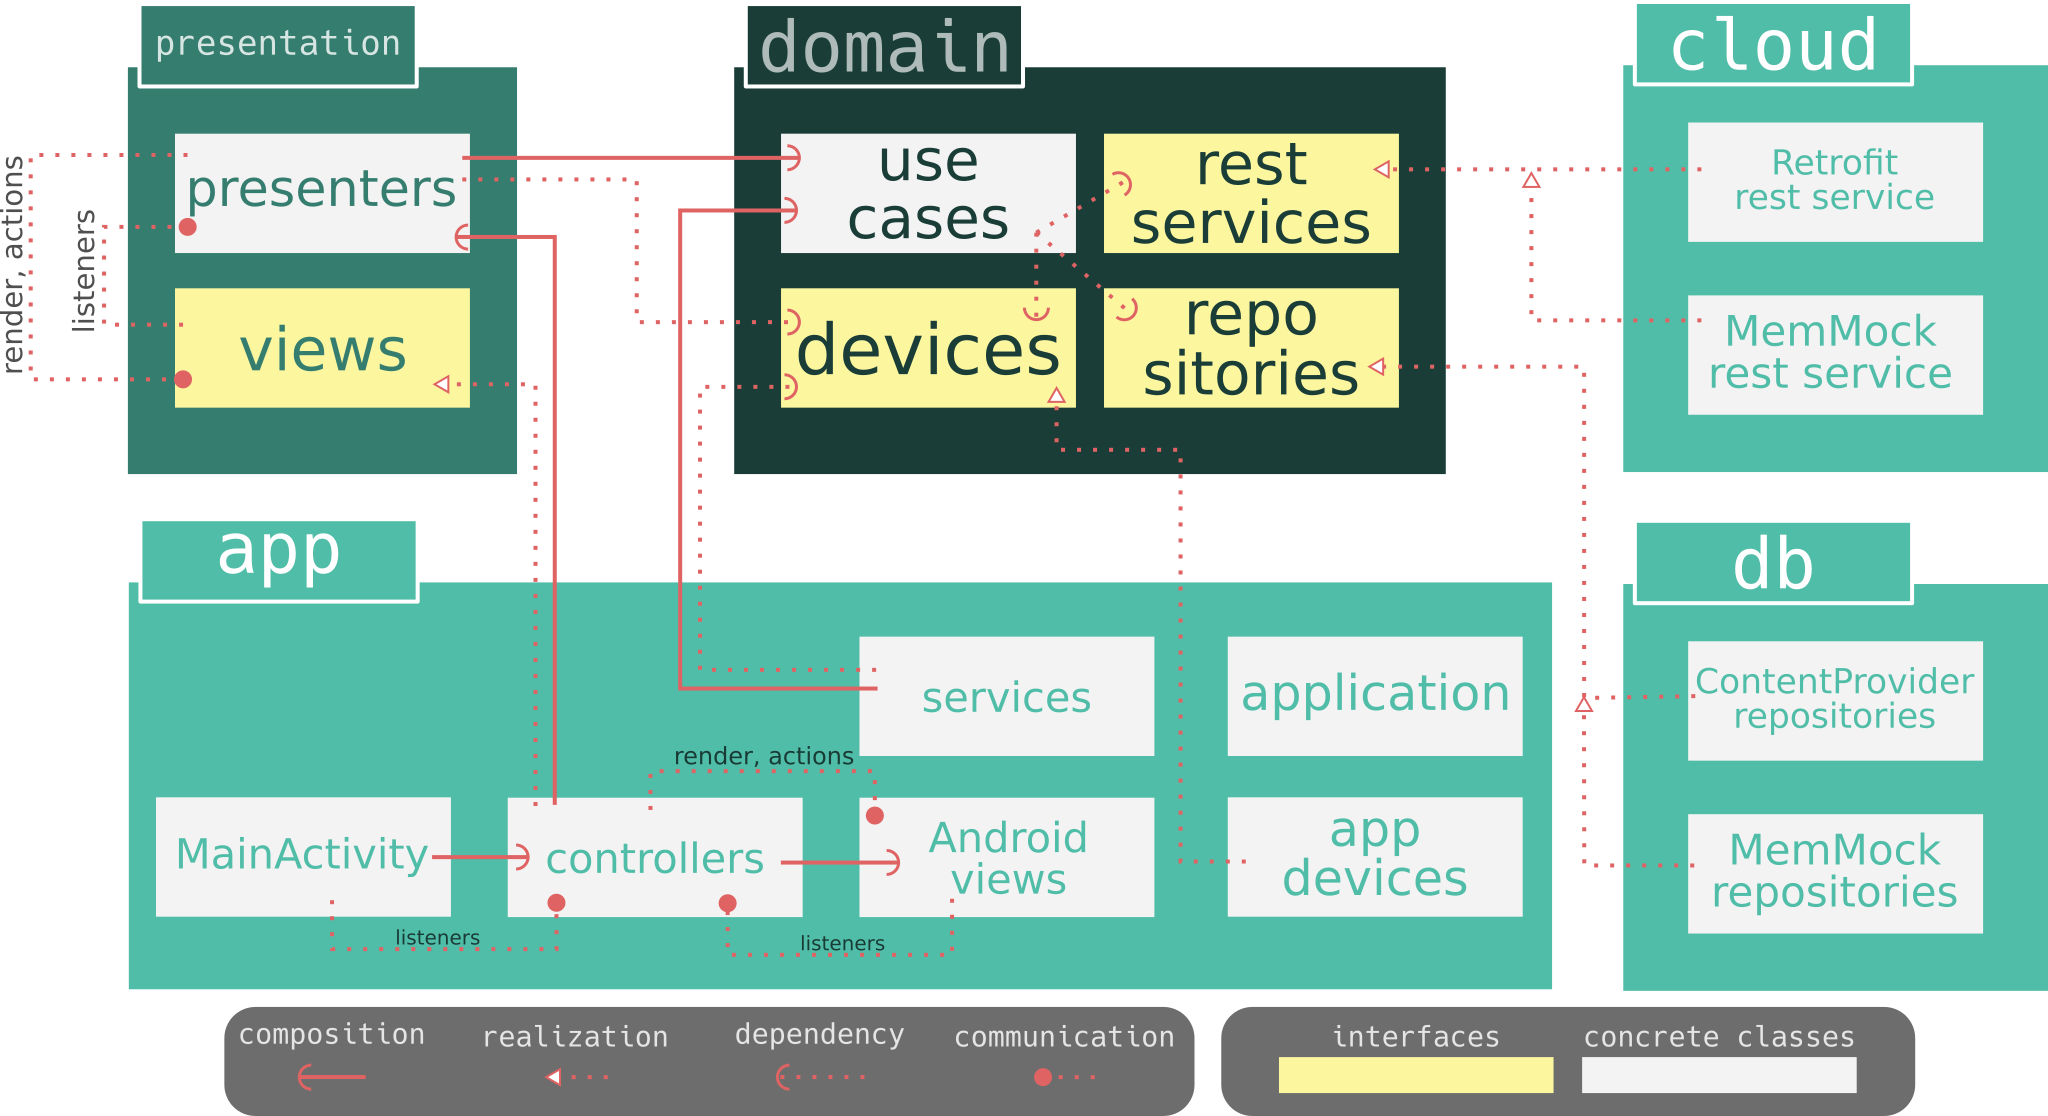 presentation
domain
cloud
presenters
views
render, actions
listeners
use
cases
rest
services
devices
repo
sitories
Retrofit
rest service
MemMock
rest service
app
db
services
application
render, actions
MainActivity
controllers
Android
views
app
devices
listeners
listeners
ContentProvider
repositories
MemMock
repositories
composition
realization
dependency
communication
interfaces
concrete classes